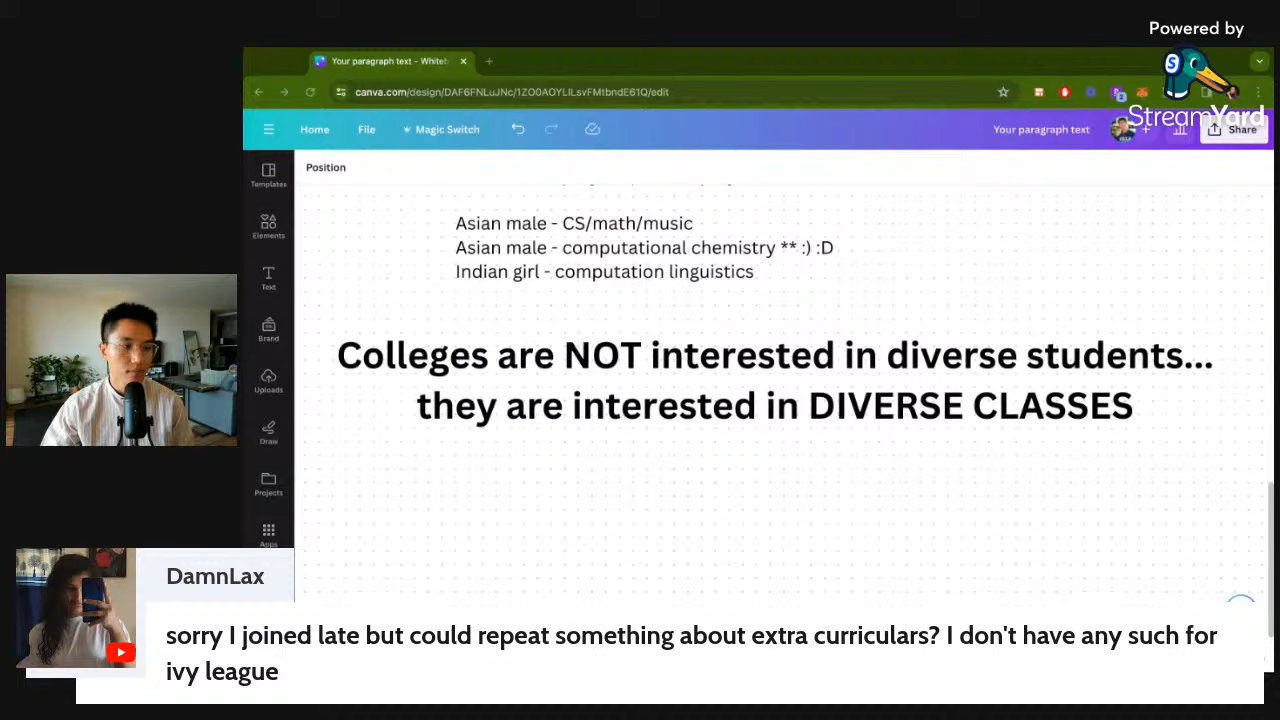 Powered by
StreamYard
Your paragraph text - Whiteb
canva.com/design/DAF6FNLuJNc/1ZO0AOYLILsvFMtbndE61Q/edit
Home
File
Magic Switch
Your paragraph text
Share
Position
Templates
Elements
Text
Brand
Uploads
Draw
Projects
Apps
Asian male - CS/math/music
Asian male - computational chemistry ** :) :D
Indian girl - computation linguistics
Colleges are NOT interested in diverse students...
they are interested in DIVERSE CLASSES
DamnLax
sorry I joined late but could repeat something about extra curriculars? I don't have any such for
ivy league